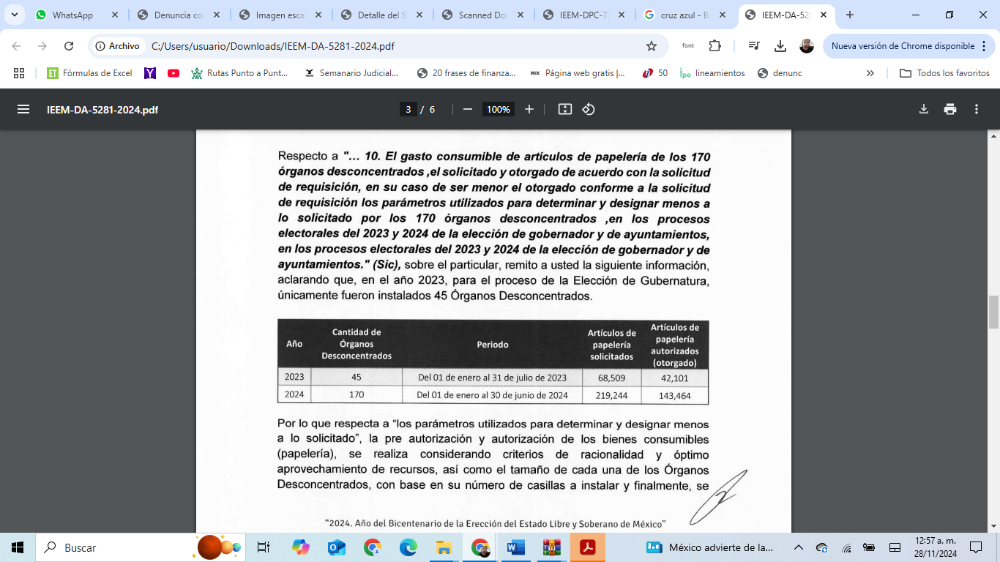 WhatsApp
Denuncia co
Imagen esca
Detalle del S
Scanned Do
IEEM-DPC-7
cruz azul - B
IEEM-DA-528
Archivo
C:/Users/usuario/Downloads/IEEM-DA-5281-2024.pdf
font
Nueva versión de Chrome disponible
Fórmulas de Excel
Rutas Punto a Punt...
Semanario Judicial...
20 frases de finanza...
WIX
Página web gratis |...
50
ipo
lineamientos
denunc
Todos los favoritos
IEEM-DA-5281-2024.pdf
3 / 6
100%
Respecto a "... 10. El gasto consumible de artículos de papelería de los 170
órganos desconcentrados ,el solicitado y otorgado de acuerdo con la solicitud
de requisición, en su caso de ser menor el otorgado conforme a la solicitud
de requisición los parámetros utilizados para determinar y designar menos a
lo solicitado por los 170 órganos desconcentrados ,en los procesos
electorales del 2023 y 2024 de la elección de gobernador y de ayuntamientos,
en los procesos electorales del 2023 y 2024 de la elección de gobernador y de
ayuntamientos." (Sic), sobre el particular, remito a usted la siguiente información,
aclarando que, en el año 2023, para el proceso de la Elección de Gubernatura,
únicamente fueron instalados 45 Órganos Desconcentrados.
Año
Cantidad de
Órganos
Desconcentrados
Periodo
Artículos de
papelería
solicitados
Artículos de
papelería
autorizados
(otorgado)
2023 45 Del 01 de enero al 31 de julio de 2023 68,509 42,101
2024 170 Del 01 de enero al 30 de junio de 2024 219,244 143,464
Por lo que respecta a “los parámetros utilizados para determinar y designar menos
a lo solicitado”, la pre autorización y autorización de los bienes consumibles
(papelería), se realiza considerando criterios de racionalidad y óptimo
aprovechamiento de recursos, así como el tamaño de cada una de los Órganos
Desconcentrados, con base en su número de casillas a instalar y finalmente, se
“2024. Año del Bicentenario de la Erección del Estado Libre y Soberano de México”
Buscar
México advierte de la...
12:57 a. m.
28/11/2024